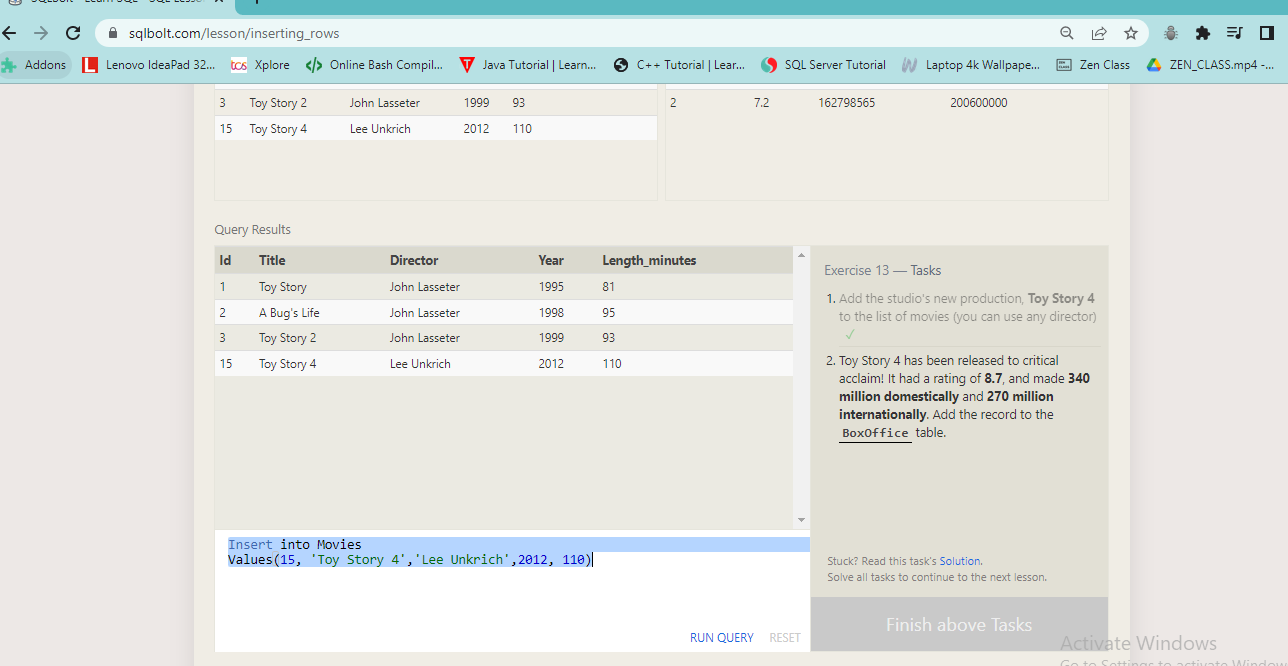 sqlbolt.com/lesson/inserting_rows
Addons Lenovo IdeaPad 32... tcs Xplore Online Bash Compil... Java Tutorial | Learn... C++ Tutorial | Lear... SQL Server Tutorial Laptop 4k Wallpape... Zen Class ZEN_CLASS.mp4 -...
3 Toy Story 2 John Lasseter 1999 93
15 Toy Story 4 Lee Unkrich 2012 110
2 7.2 162798565 200600000
Query Results
Id Title Director Year Length_minutes
1 Toy Story John Lasseter 1995 81
2 A Bug's Life John Lasseter 1998 95
3 Toy Story 2 John Lasseter 1999 93
15 Toy Story 4 Lee Unkrich 2012 110
Insert into Movies
Values(15, 'Toy Story 4','Lee Unkrich',2012, 110)
RUN QUERY RESET
Exercise 13 — Tasks
1. Add the studio's new production, Toy Story 4
to the list of movies (you can use any director)
✓
2. Toy Story 4 has been released to critical
acclaim! It had a rating of 8.7, and made 340
million domestically and 270 million
internationally. Add the record to the
BoxOffice table.
Stuck? Read this task's Solution.
Solve all tasks to continue to the next lesson.
Finish above Tasks
Activate Windows
Go to Settings to activate Windows